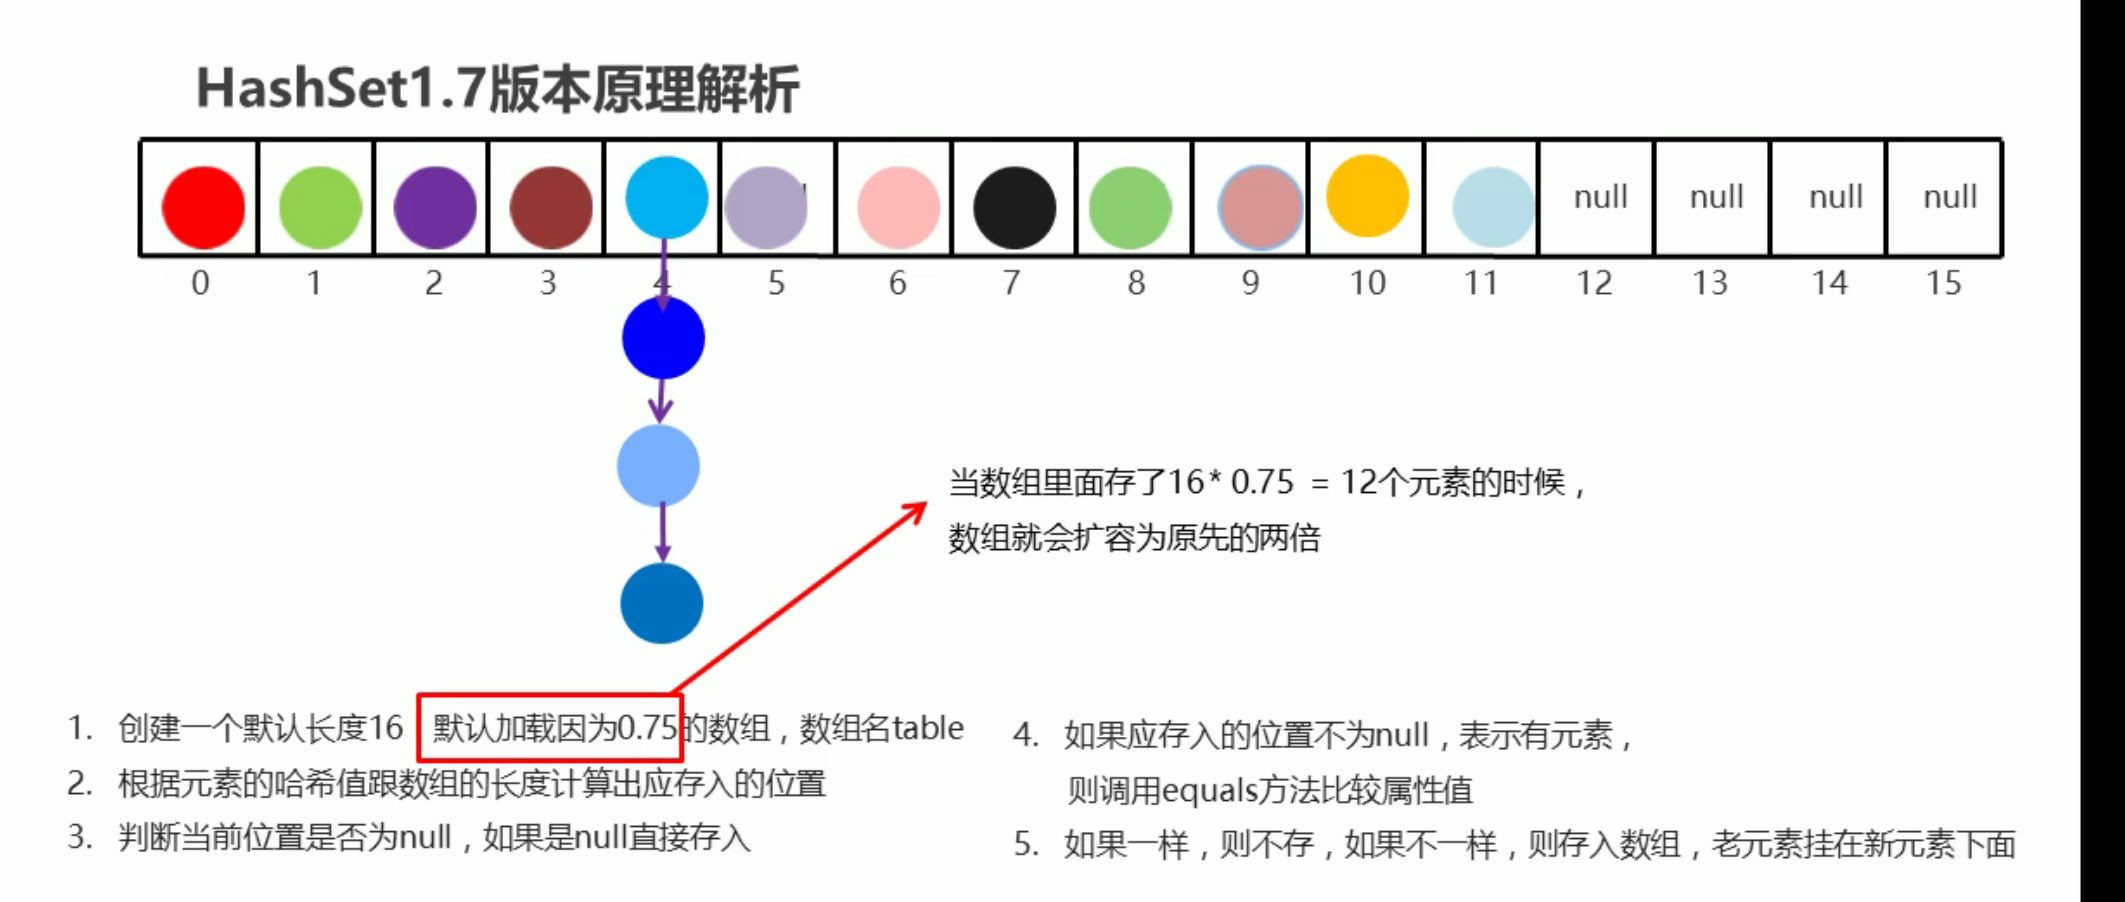 HashSet1.7版本原理解析
null null null null
0 1 2 3 4 5 6 7 8 9 10 11 12 13 14 15
当数组里面存了16* 0.75 = 12个元素的时候，
数组就会扩容为原先的两倍
1. 创建一个默认长度16 默认加载因为0.75的数组，数组名table
2. 根据元素的哈希值跟数组的长度计算出应存入的位置
3. 判断当前位置是否为null，如果是null直接存入
4. 如果应存入的位置不为null，表示有元素，
则调用equals方法比较属性值
5. 如果一样，则不存，如果不一样，则存入数组，老元素挂在新元素下面